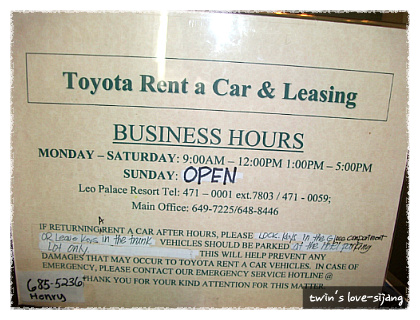 Toyota Rent a Car & Leasing
BUSINESS HOURS
MONDAY – SATURDAY: 9:00AM – 12:00PM 1:00PM – 5:00PM
SUNDAY: OPEN
Leo Palace Resort Tel: 471 – 0001 ext.7803 / 471 - 0059;
Main Office: 649-7225/648-8446
IF RETURNING A RENT A CAR AFTER HOURS, PLEASE Lock Keys in the Glove compartment
OR Leave Keys in the trunk VEHICLES SHOULD BE PARKED at the Hotel parking
Lot Only. THIS WILL HELP PREVENT ANY
DAMAGES THAT MAY OCCUR TO TOYOTA RENT A CAR VEHICLES. IN CASE OF
EMERGENCY, PLEASE CONTACT OUR EMERGENCY SERVICE HOTLINE @
685-5236 THANK YOU FOR YOUR KIND ATTENTION FOR THIS MATTER.
Henry
twin's love-sijang